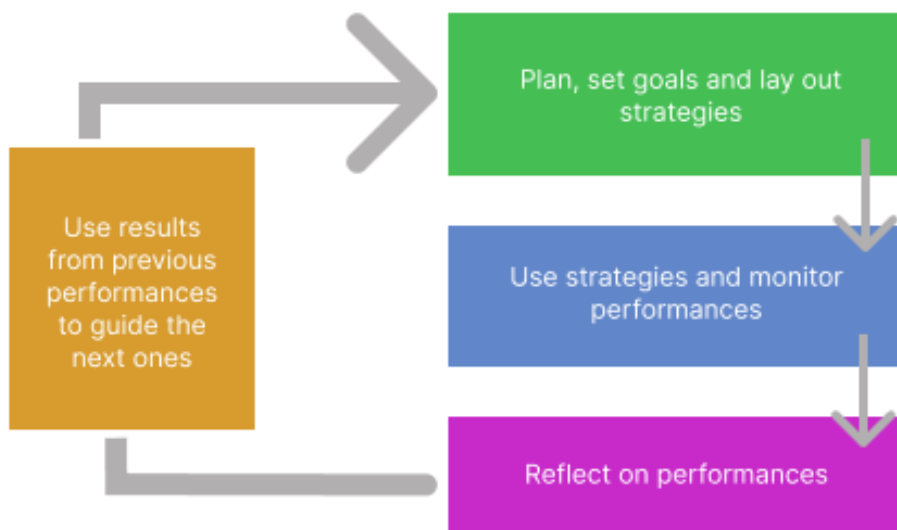 Plan, set goals and lay out
strategies
Use strategies and monitor
performances
Reflect on performances
Use results
from previous
performances
to guide the
next ones